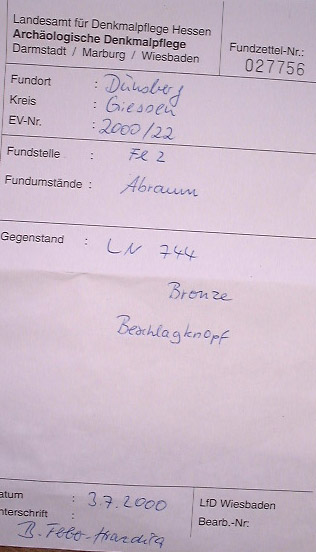 Landesamt für Denkmalpflege Hessen
Archäologische Denkmalpflege
Darmstadt / Marburg / Wiesbaden
Fundzettel-Nr.:
027756
Fundort : Dünsberg
Kreis : Giessen
EV-Nr. : 2000/22
Fundstelle : Fl 2
Fundumstände : Abraum
Gegenstand : LN 744
Bronze
Beschlagknopf
atum : 3.7.2000
LfD Wiesbaden
nterschrift :
Bearb.-Nr:
B.